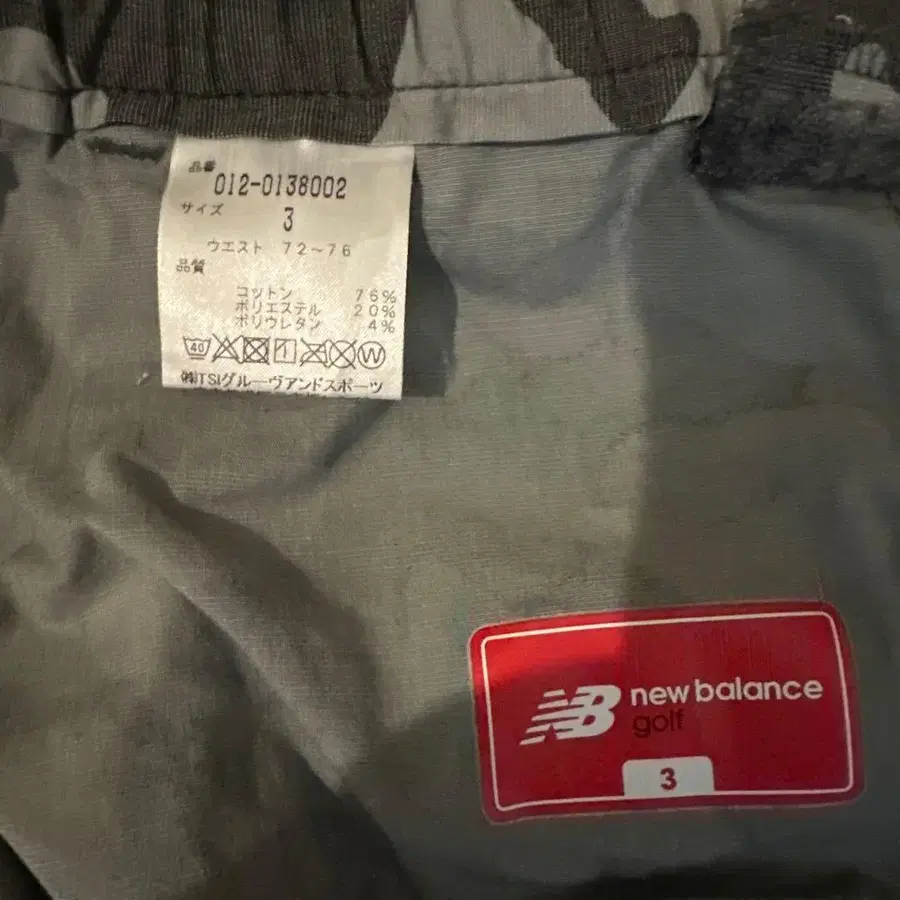 品番
012-0138002
サイズ
3
ウエスト 72～76
品質
コットン 76%
ポリエステル 20%
ポリウレタン 4%
40 W
㈱TSIグルーヴアンドスポーツ
NB new balance
golf
3